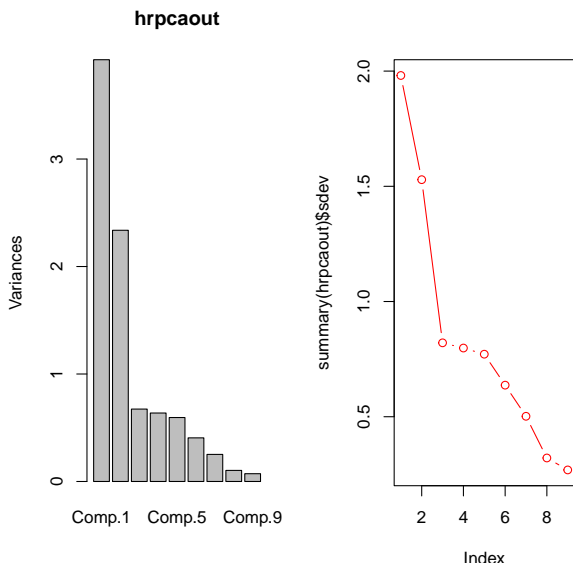 hrpcaout
Variances
3
2
1
0
Comp.1
Comp.5
Comp.9
summary(hrpcaout)$sdev
2.0
1.5
1.0
0.5
2
4
6
8
Index